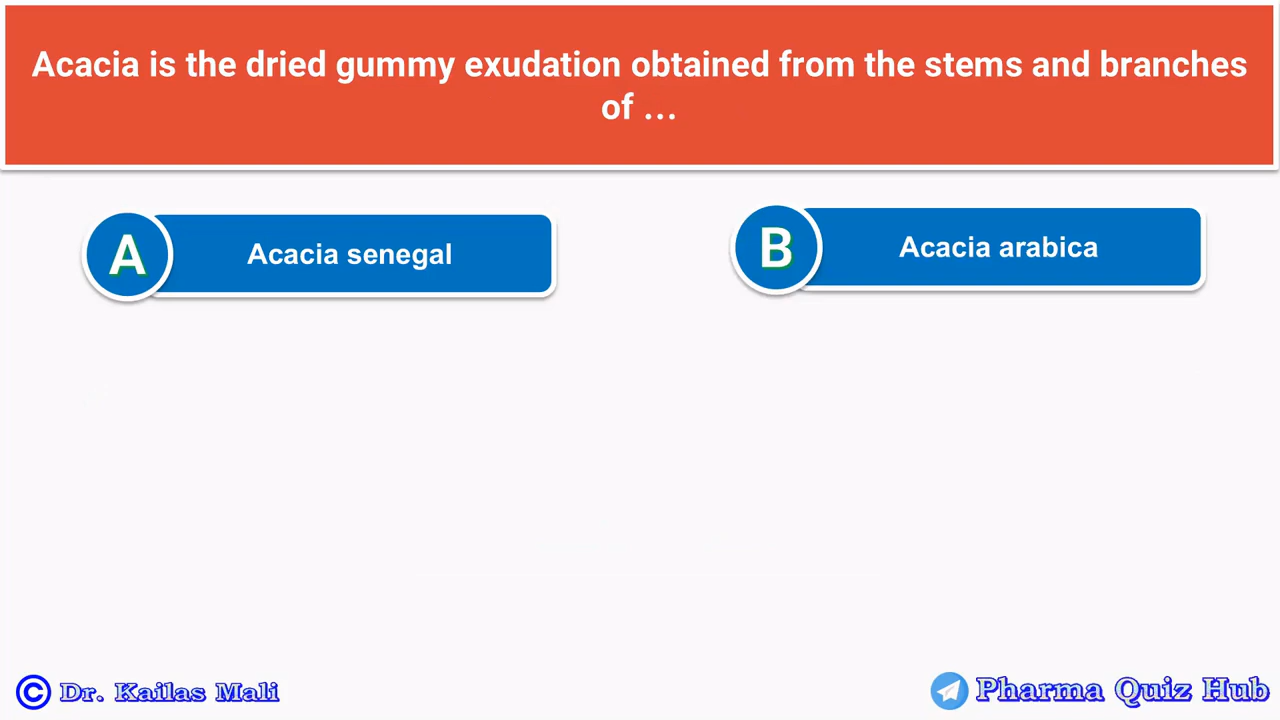 Acacia is the dried gummy exudation obtained from the stems and branches
of ...
A Acacia senegal
B Acacia arabica
© Dr. Kailas Mali
Pharma Quiz Hub